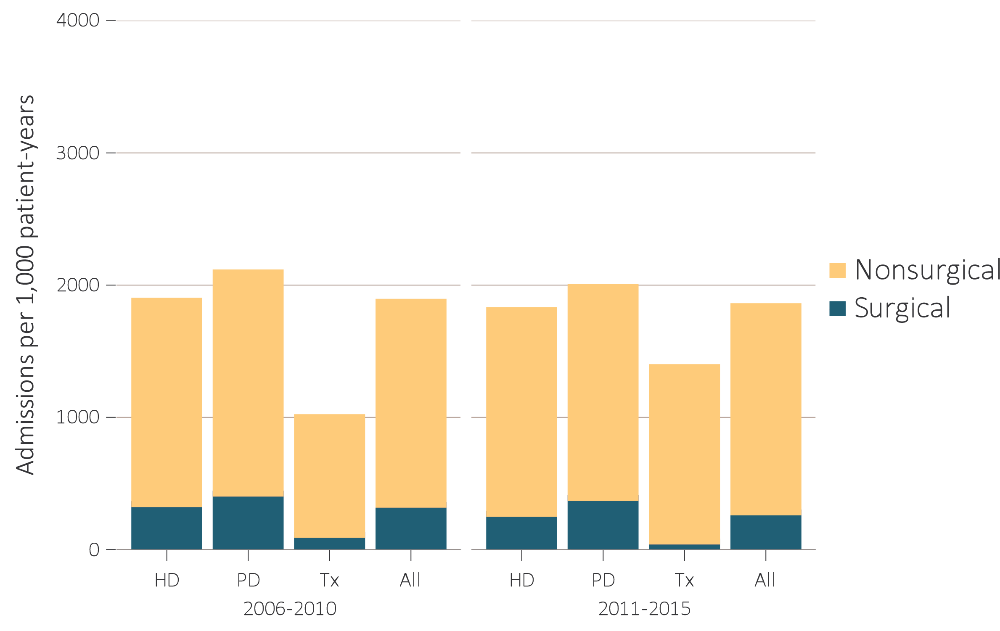 Admissions per 1,000 patient-years
4000
3000
2000
1000
0
HD PD Tx All HD PD Tx All
2006-2010 2011-2015
Nonsurgical
Surgical